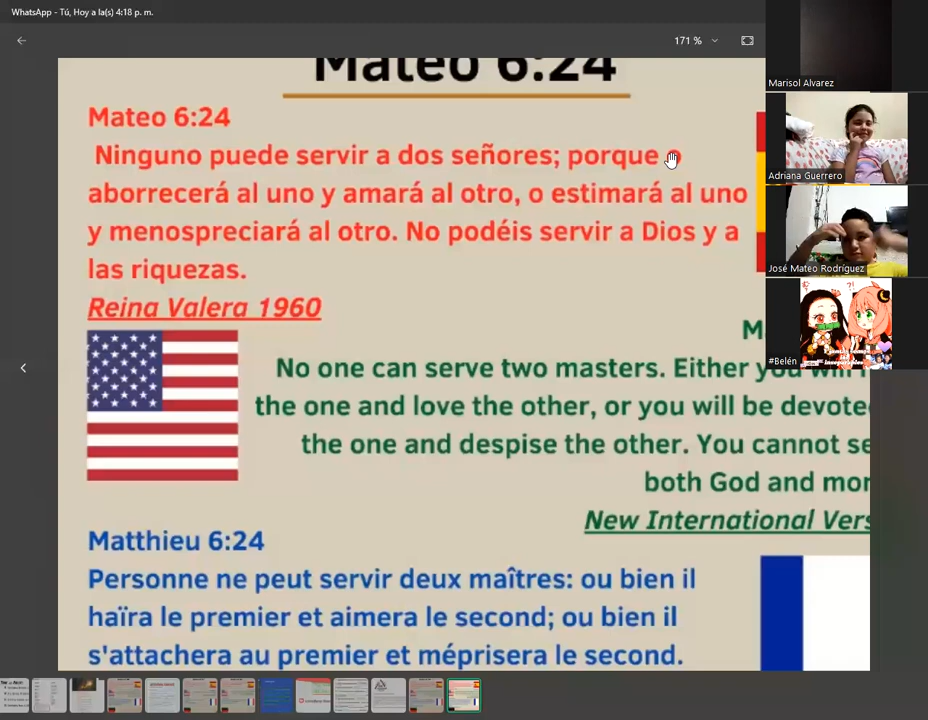 WhatsApp - Tú, Hoy a la(s) 4:18 p. m.
171 %
Mateo 6:24
Mateo 6:24
Ninguno puede servir a dos señores; porque
aborrecerá al uno y amará al otro, o estimará al uno
y menospreciará al otro. No podéis servir a Dios y a
las riquezas.
Reina Valera 1960
No one can serve two masters. Either you will
the one and love the other, or you will be devote
the one and despise the other. You cannot se
both God and mo
New International Vers
Matthieu 6:24
Personne ne peut servir deux maîtres: ou bien il
haïra le premier et aimera le second; ou bien il
s'attachera au premier et méprisera le second.
Marisol Alvarez
Adriana Guerrero
José Mateo Rodríguez
#Belén